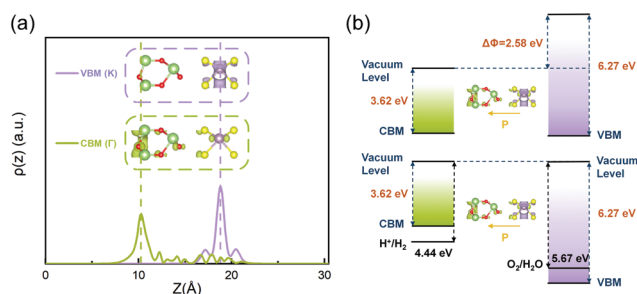 (a)
VBM (K)
CBM (Γ)
ρ(z) (a.u.)
0
10
20
30
Z(Å)
(b)
ΔΦ=2.58 eV
Vacuum
Level
3.62 eV
6.27 eV
P
CBM
VBM
Vacuum
Level
Vacuum
Level
3.62 eV
6.27 eV
P
CBM
H⁺/H₂
4.44 eV
O₂/H₂O
5.67 eV
VBM